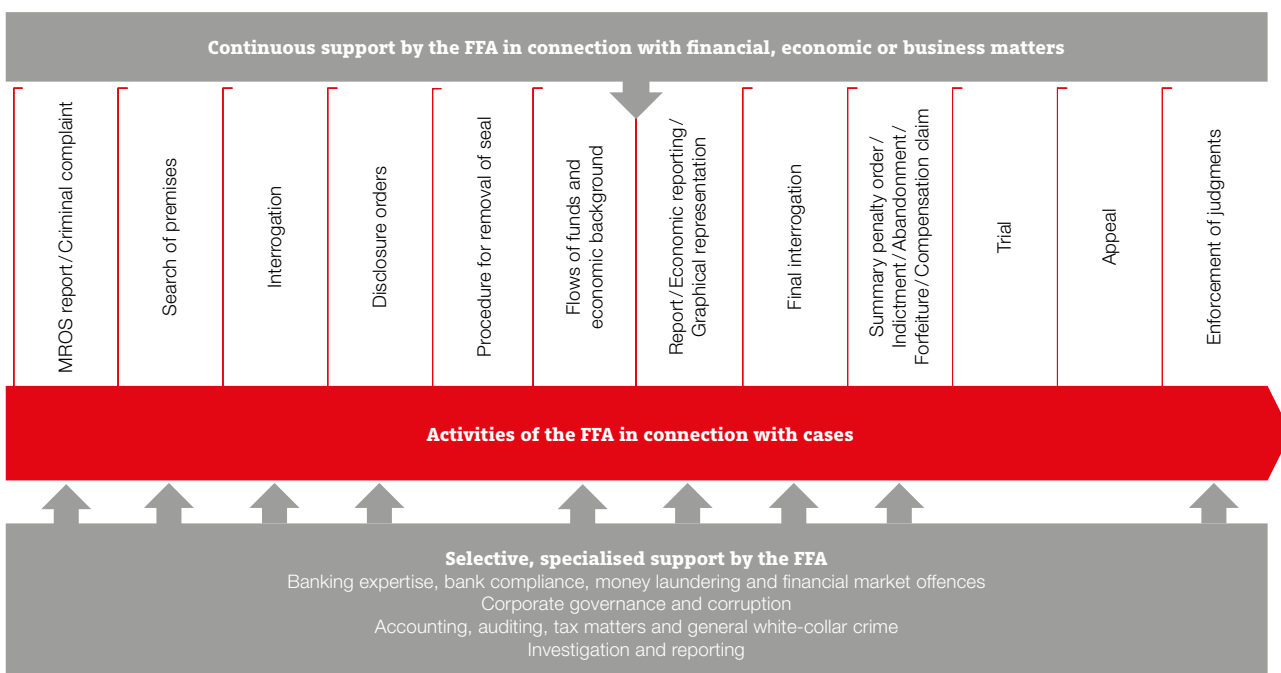 Continuous support by the FFA in connection with financial, economic or business matters
MROS report / Criminal complaint
Search of premises
Interrogation
Disclosure orders
Procedure for removal of seal
Flows of funds and
economic background
Report / Economic reporting /
Graphical representation
Final interrogation
Summary penalty order /
Indictment / Abandonment /
Forfeiture / Compensation claim
Trial
Appeal
Enforcement of judgments
Activities of the FFA in connection with cases
Selective, specialised support by the FFA
Banking expertise, bank compliance, money laundering and financial market offences
Corporate governance and corruption
Accounting, auditing, tax matters and general white-collar crime
Investigation and reporting